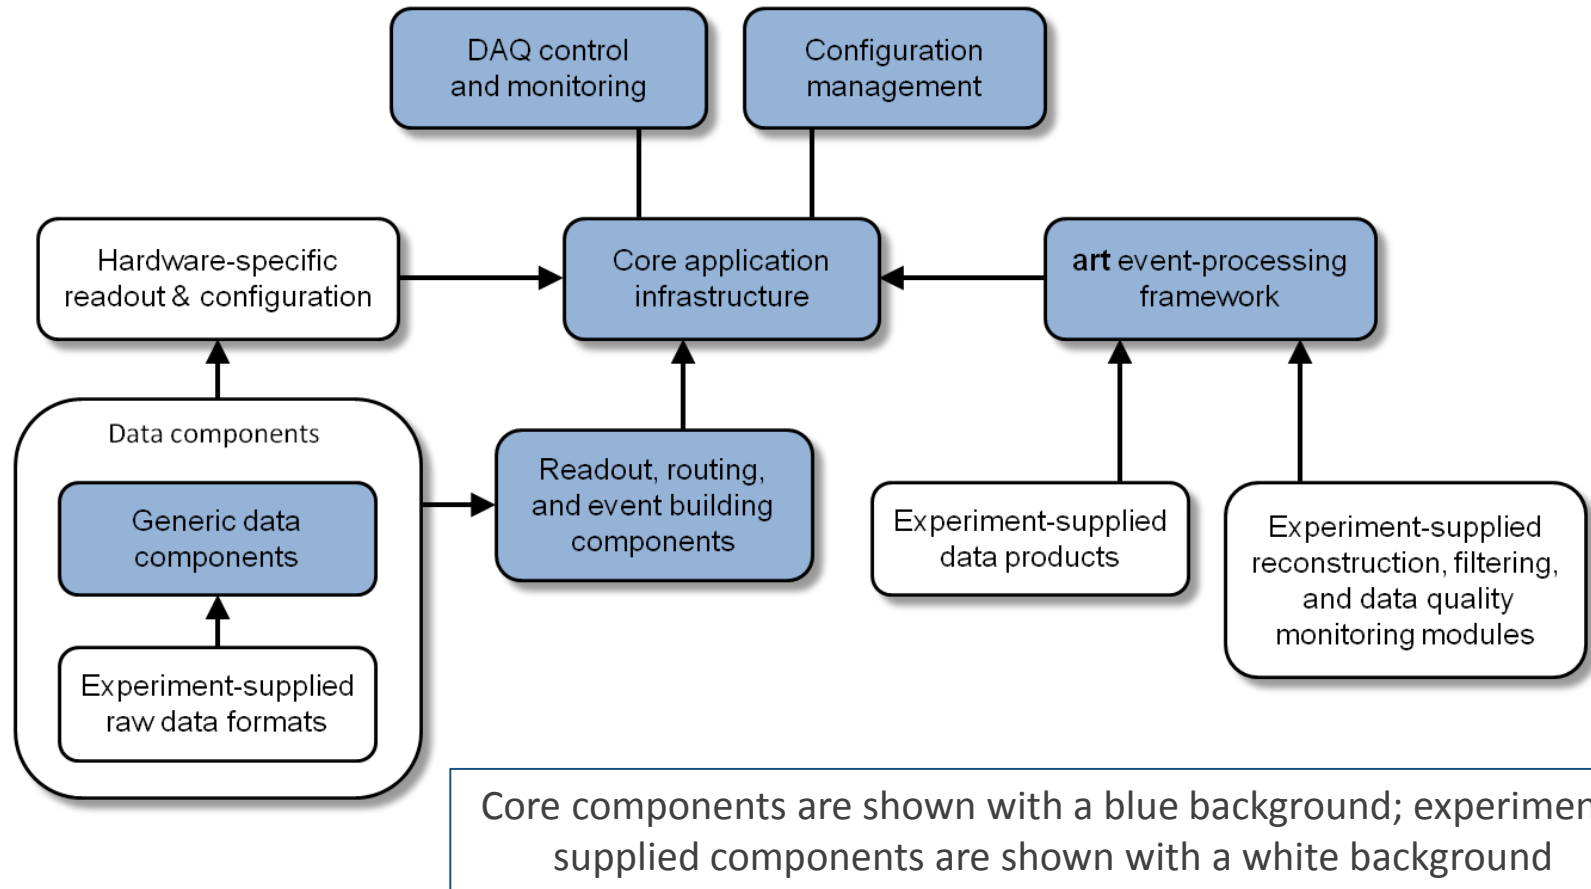 DAQ control
and monitoring
Configuration
management
Hardware-specific
readout & configuration
Core application
infrastructure
art event-processing
framework
Data components
Generic data
components
Experiment-supplied
raw data formats
Readout, routing,
and event building
components
Experiment-supplied
data products
Experiment-supplied
reconstruction, filtering,
and data quality
monitoring modules
Core components are shown with a blue background; experimen
supplied components are shown with a white background